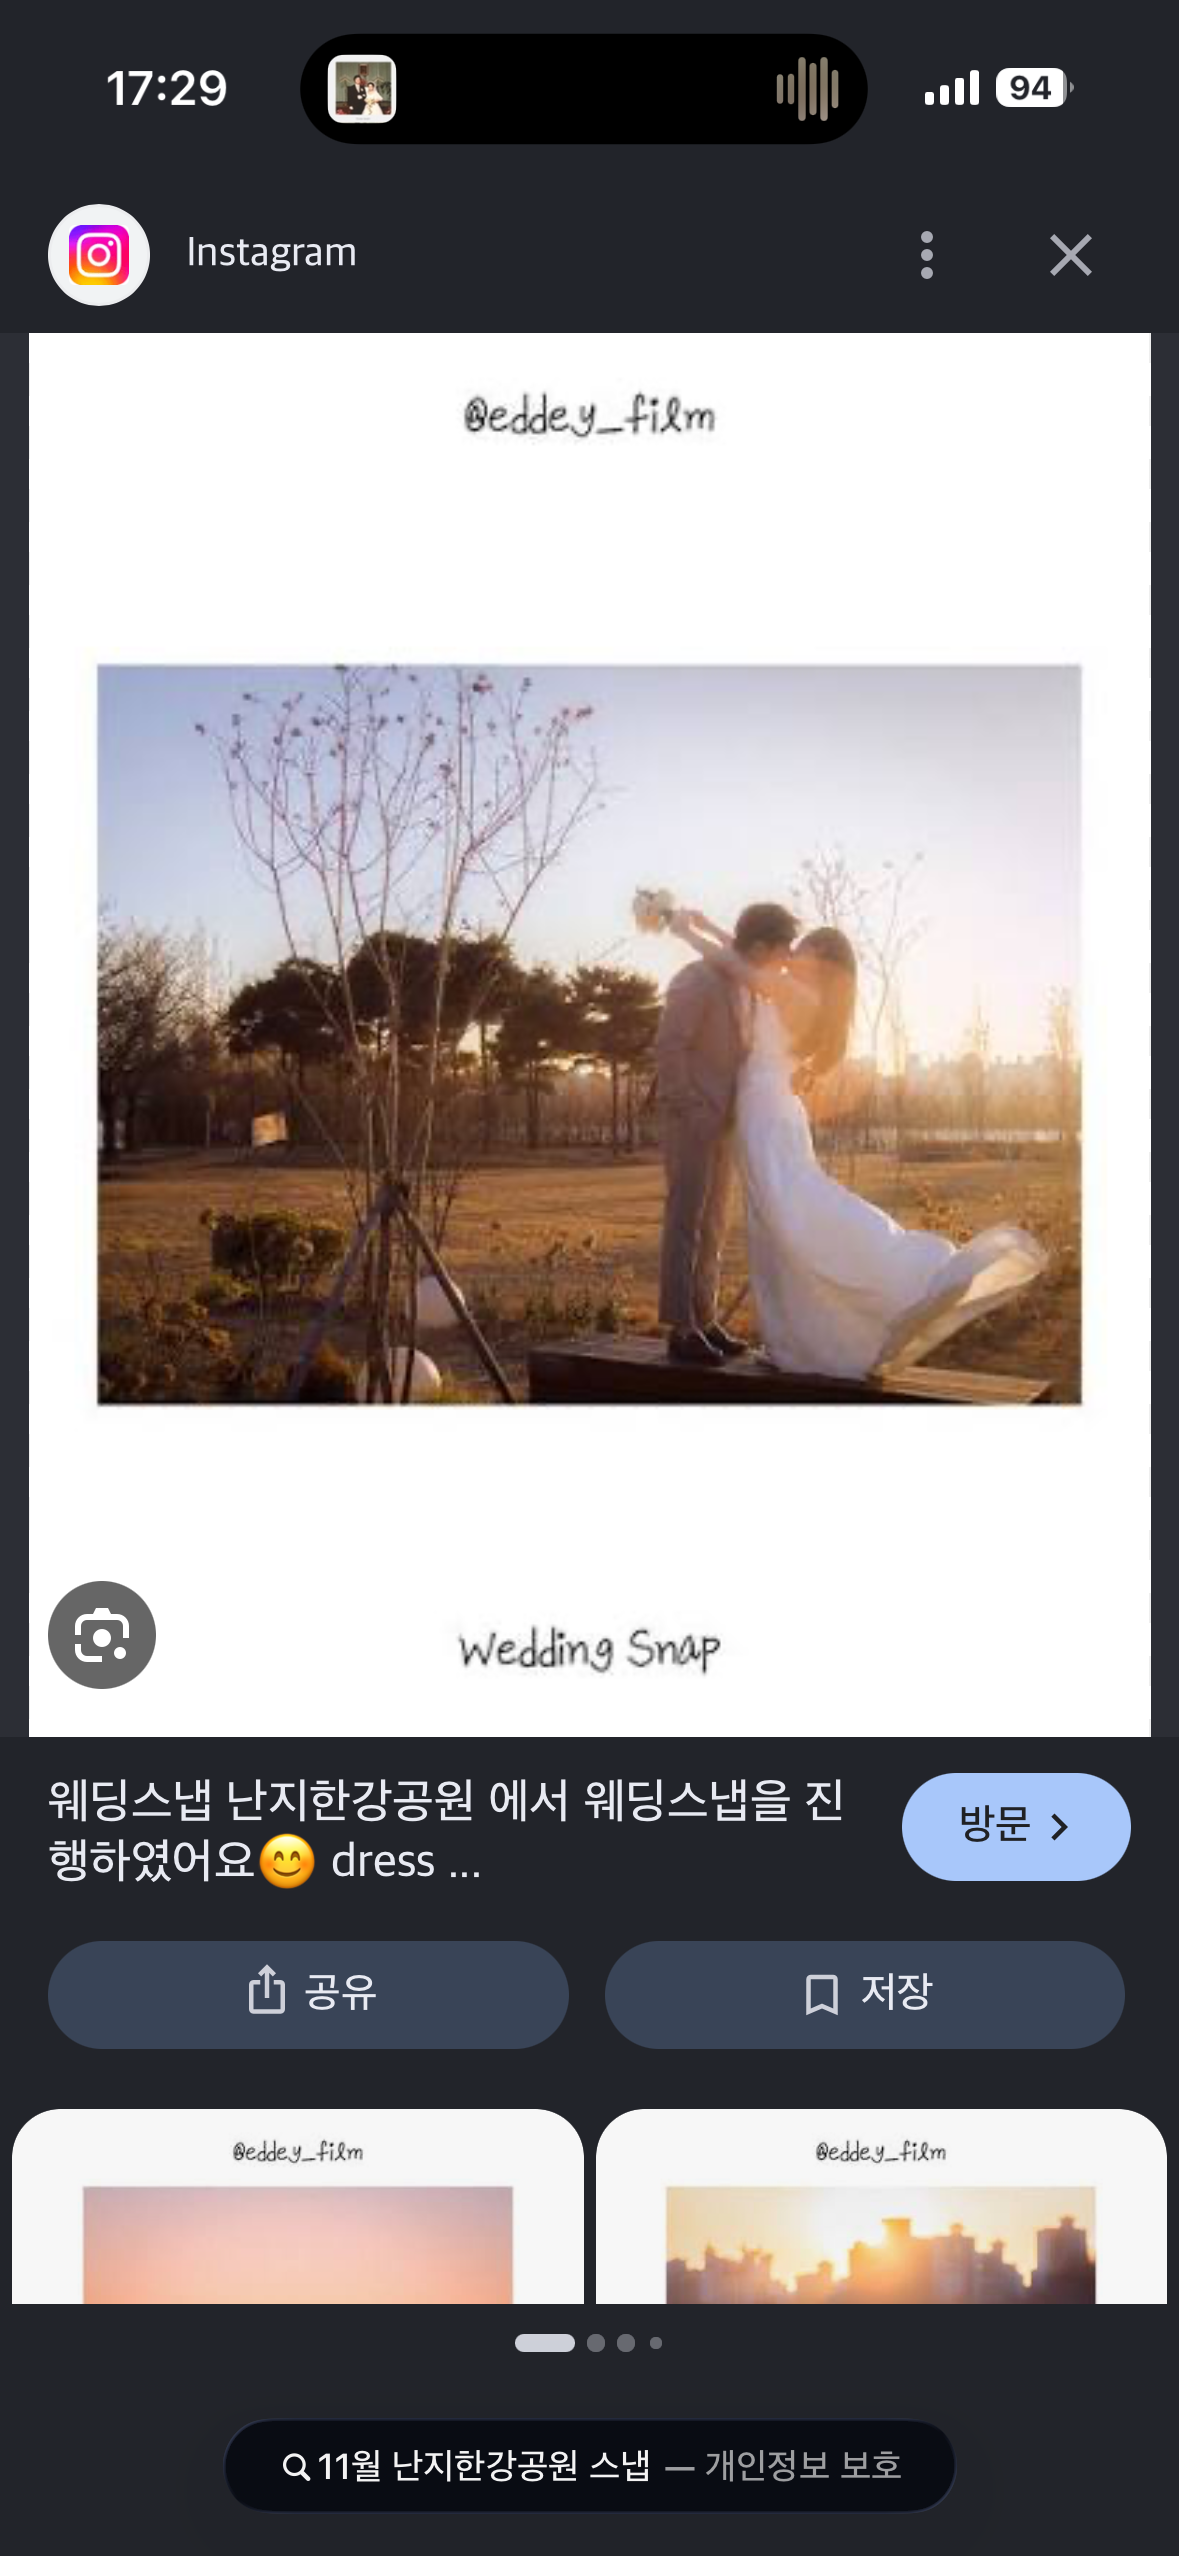 17:29
94
Instagram
@eddey_film
Wedding Snap
웨딩스냅 난지한강공원 에서 웨딩스냅을 진
행하였어요😊 dress ...
방문
공유
저장
@eddey_film
@eddey_film
11월 난지한강공원 스냅 — 개인정보 보호